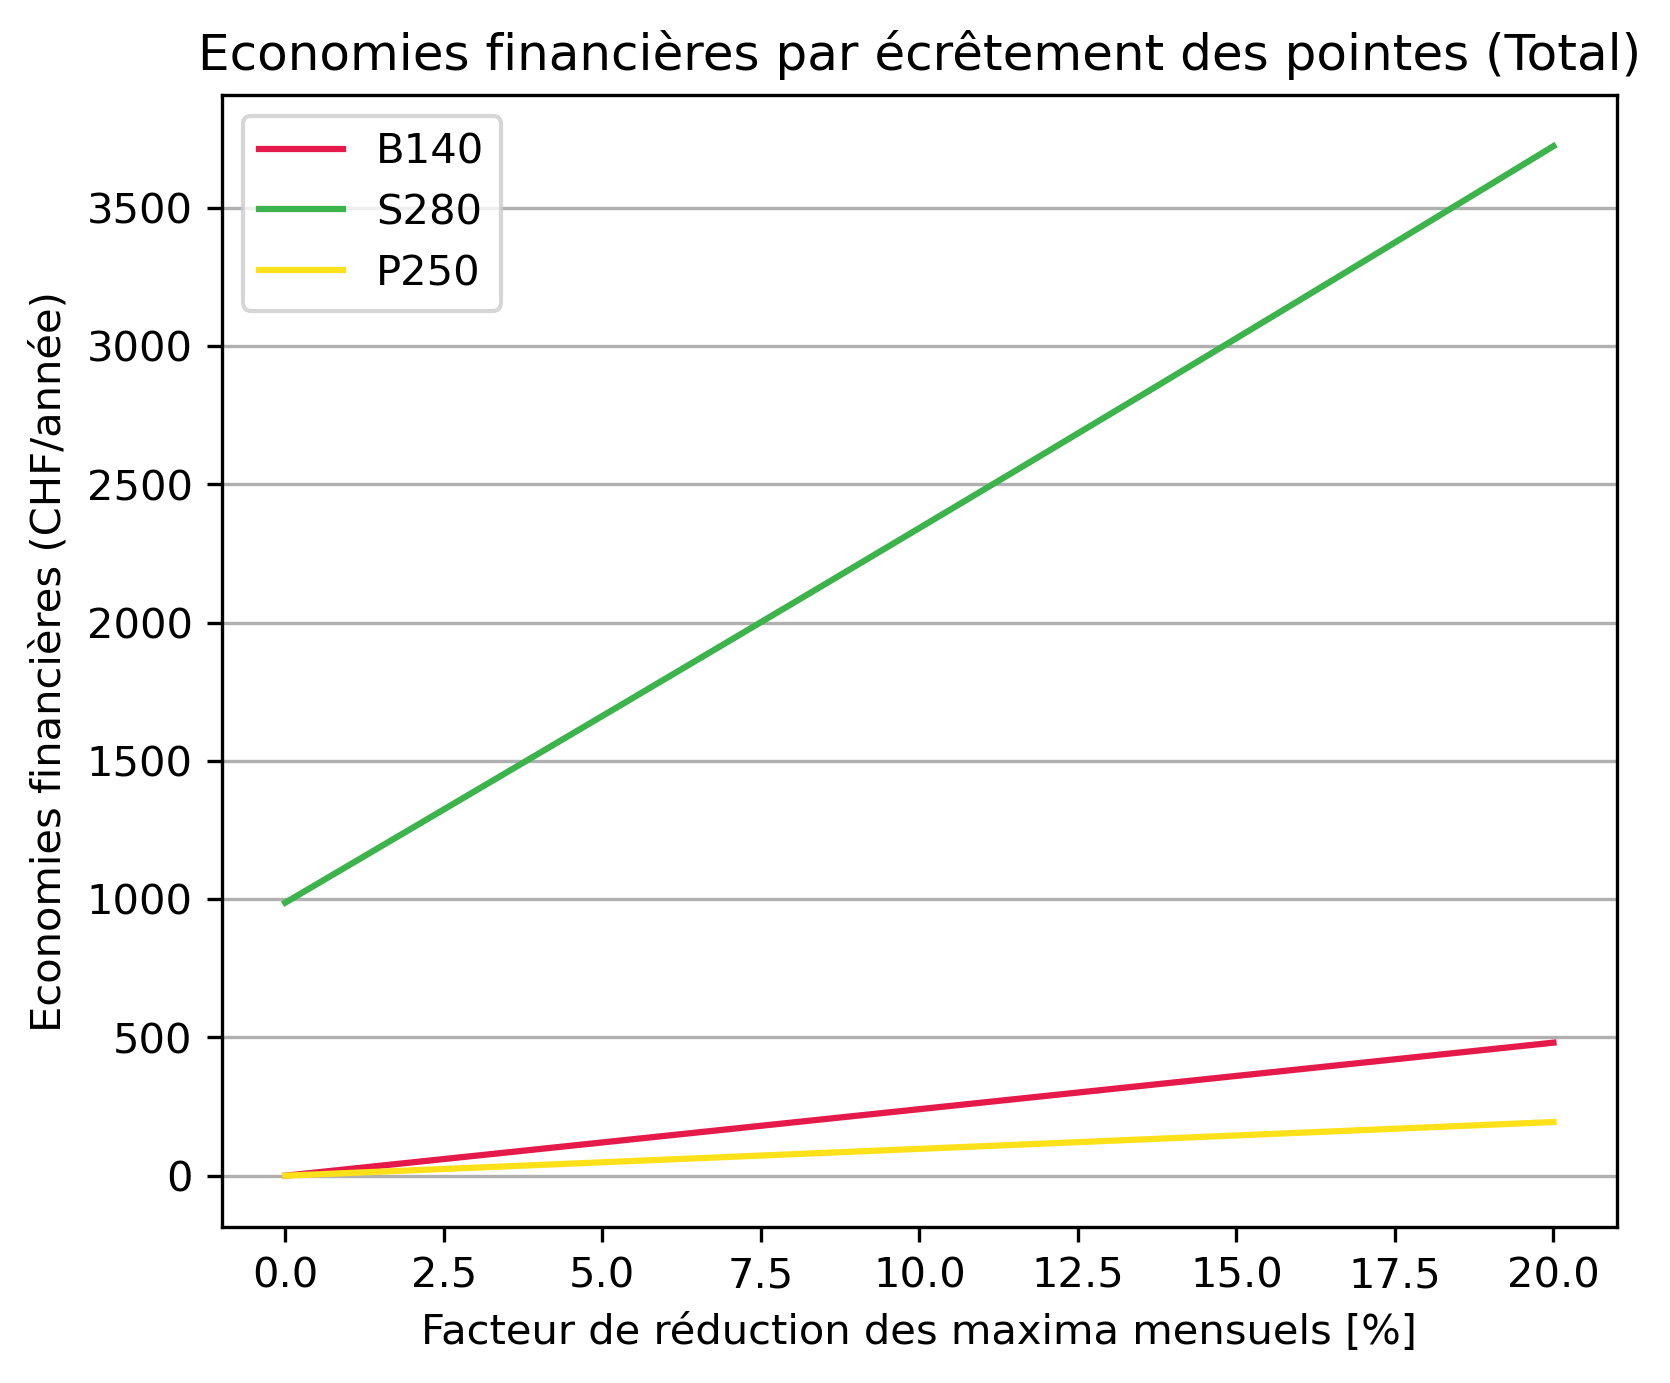 Economies financières par écrêtement des pointes (Total)
B140
S280
P250
Economies financières (CHF/année)
3500
3000
2500
2000
1500
1000
500
0
0.0 2.5 5.0 7.5 10.0 12.5 15.0 17.5 20.0
Facteur de réduction des maxima mensuels [%]